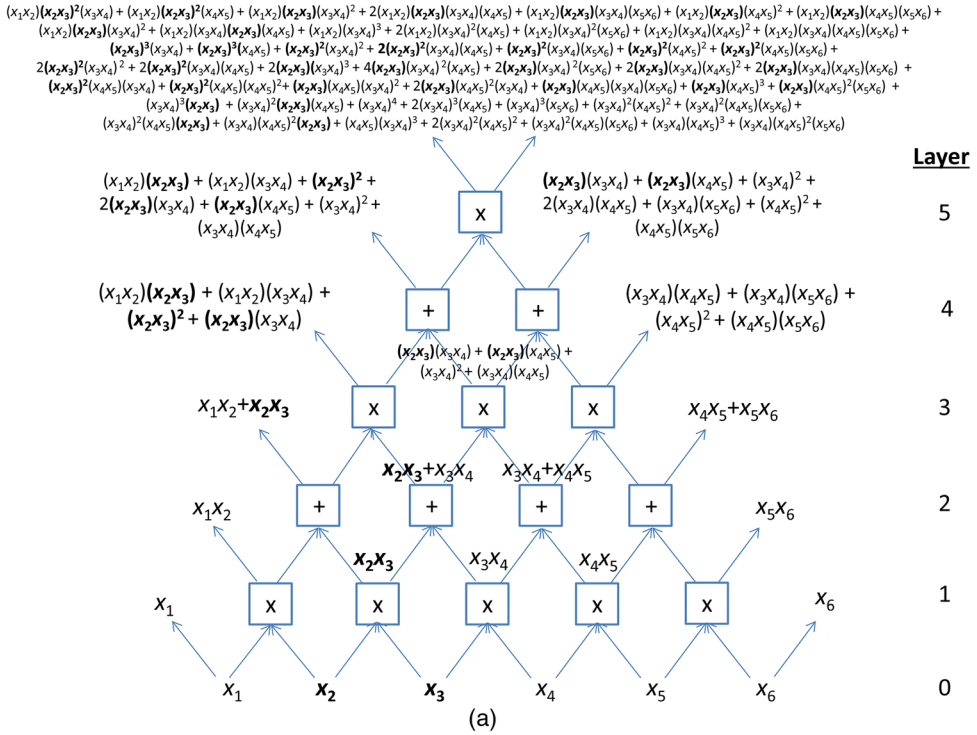 (x₁x₂)(x₂x₃)²(x₃x₄) + (x₁x₂)(x₂x₃)²(x₄x₅) + (x₁x₂)(x₂x₃)(x₃x₄)² + 2(x₁x₂)(x₂x₃)(x₃x₄)(x₄x₅) + (x₁x₂)(x₂x₃)(x₃x₄)(x₅x₆) + (x₁x₂)(x₂x₃)(x₄x₅)² + (x₁x₂)(x₂x₃)(x₄x₅)(x₅x₆) +
(x₁x₂)(x₂x₃)(x₃x₄)² + (x₁x₂)(x₃x₄)(x₂x₃)(x₄x₅) + (x₁x₂)(x₃x₄)³ + 2(x₁x₂)(x₃x₄)²(x₄x₅) + (x₁x₂)(x₃x₄)²(x₅x₆) + (x₁x₂)(x₃x₄)(x₄x₅)² + (x₁x₂)(x₃x₄)(x₄x₅)(x₅x₆) +
(x₂x₃)³(x₃x₄) + (x₂x₃)³(x₄x₅) + (x₂x₃)²(x₃x₄)² + 2(x₂x₃)²(x₃x₄)(x₄x₅) + (x₂x₃)²(x₃x₄)(x₅x₆) + (x₂x₃)²(x₄x₅)² + (x₂x₃)²(x₄x₅)(x₅x₆) +
2(x₂x₃)²(x₃x₄)² + 2(x₂x₃)²(x₃x₄)(x₄x₅) + 2(x₂x₃)(x₃x₄)³ + 4(x₂x₃)(x₃x₄)²(x₄x₅) + 2(x₂x₃)(x₃x₄)²(x₅x₆) + 2(x₂x₃)(x₃x₄)(x₄x₅)² + 2(x₂x₃)(x₃x₄)(x₄x₅)(x₅x₆) +
(x₂x₃)²(x₄x₅)(x₃x₄) + (x₂x₃)²(x₄x₅)(x₄x₅)² + (x₂x₃)(x₄x₅)(x₃x₄)² + 2(x₂x₃)(x₄x₅)²(x₃x₄) + (x₂x₃)(x₄x₅)(x₃x₄)(x₅x₆) + (x₂x₃)(x₄x₅)³ + (x₂x₃)(x₄x₅)²(x₅x₆) +
(x₃x₄)³(x₂x₃) + (x₃x₄)²(x₂x₃)(x₄x₅) + (x₃x₄)⁴ + 2(x₃x₄)³(x₄x₅) + (x₃x₄)³(x₅x₆) + (x₃x₄)²(x₄x₅)² + (x₃x₄)²(x₄x₅)(x₅x₆) +
(x₃x₄)²(x₄x₅)(x₂x₃) + (x₃x₄)(x₄x₅)²(x₂x₃) + (x₄x₅)(x₃x₄)³ + 2(x₃x₄)²(x₄x₅)² + (x₃x₄)²(x₄x₅)(x₅x₆) + (x₃x₄)(x₄x₅)³ + (x₃x₄)(x₄x₅)²(x₅x₆)
Layer
(x₁x₂)(x₂x₃) + (x₁x₂)(x₃x₄) + (x₂x₃)² +
2(x₂x₃)(x₃x₄) + (x₂x₃)(x₄x₅) + (x₃x₄)² +
(x₃x₄)(x₄x₅)
x
(x₂x₃)(x₃x₄) + (x₂x₃)(x₄x₅) + (x₃x₄)² +
2(x₃x₄)(x₄x₅) + (x₃x₄)(x₅x₆) + (x₄x₅)² +
(x₄x₅)(x₅x₆)
5
(x₁x₂)(x₂x₃) + (x₁x₂)(x₃x₄) +
(x₂x₃)² + (x₂x₃)(x₃x₄)
+ +
(x₃x₄)(x₄x₅) + (x₃x₄)(x₅x₆) +
(x₄x₅)² + (x₄x₅)(x₅x₆)
4
(x₂x₃)(x₃x₄) + (x₂x₃)(x₄x₅) +
(x₃x₄)² + (x₃x₄)(x₄x₅)
x₁x₂+x₂x₃ x x x x₄x₅+x₅x₆ 3
x₂x₃+x₃x₄ x₃x₄+x₄x₅
x₁x₂ + + + + x₅x₆ 2
x₂x₃ x₃x₄ x₄x₅
x₁ x x x x x x₆ 1
x₁ x₂ x₃ x₄ x₅ x₆ 0
(a)